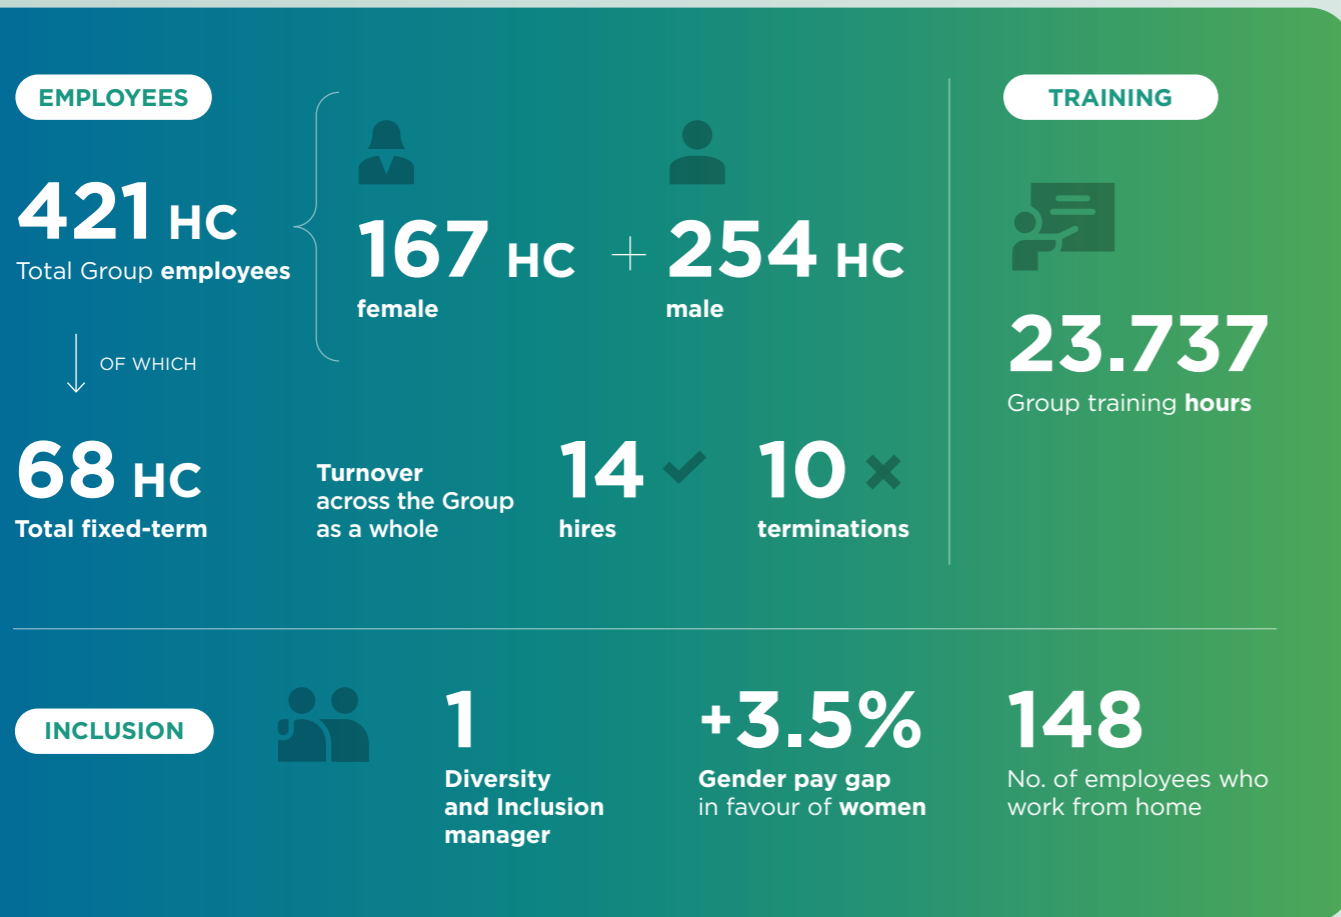 EMPLOYEES
421 HC
Total Group employees
167 HC
female
+
254 HC
male
OF WHICH
68 HC
Total fixed-term
Turnover
across the Group
as a whole
14
hires
10
terminations
TRAINING
23.737
Group training hours
INCLUSION
1
Diversity
and Inclusion
manager
+3.5%
Gender pay gap
in favour of women
148
No. of employees who
work from home